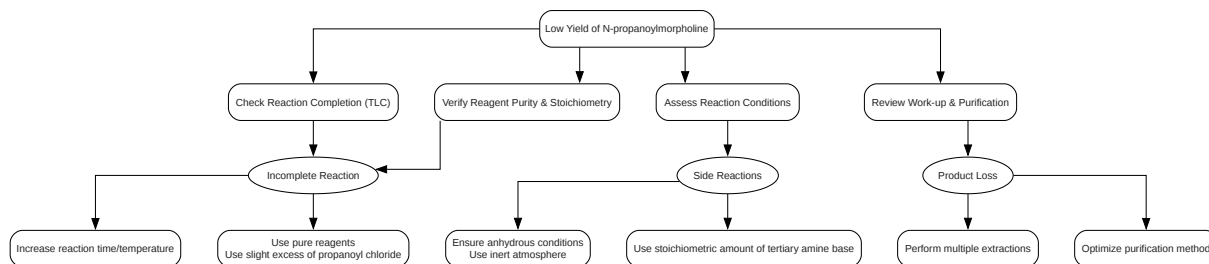 Low Yield of N-propanoylmorpholine
Check Reaction Completion (TLC)
Verify Reagent Purity & Stoichiometry
Assess Reaction Conditions
Review Work-up & Purification
Incomplete Reaction
Side Reactions
Product Loss
Increase reaction time/temperature
Use pure reagents
Use slight excess of propanoyl chloride
Ensure anhydrous conditions
Use inert atmosphere
Use stoichiometric amount of tertiary amine base
Perform multiple extractions
Optimize purification method